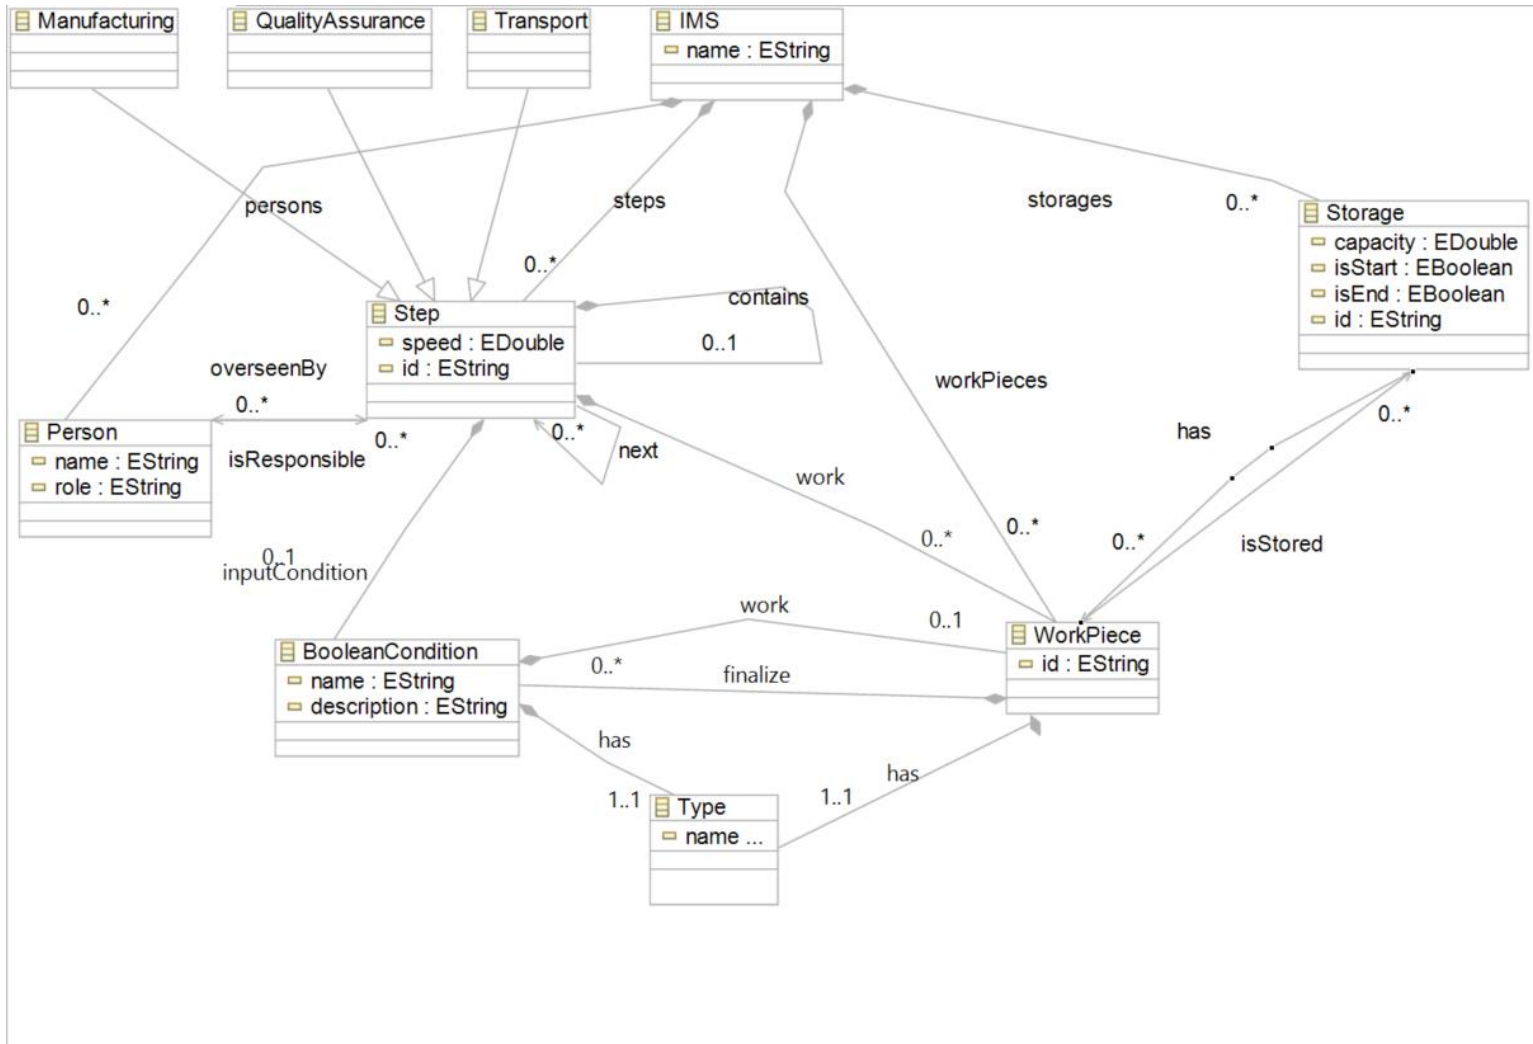 Manufacturing
QualityAssurance
Transport
IMS
name : EString
persons
steps
storages
0..*
Storage
capacity : EDouble
isStart : EBoolean
isEnd : EBoolean
id : EString
0..*
0..*
contains
0..1
Step
speed : EDouble
id : EString
overseenBy
0..*
workPieces
0..*
has
Person
name : EString
role : EString
0..*
isResponsible
0..*
next
work
0..*
0..*
0..*
isStored
0..1
inputCondition
work
0..1
WorkPiece
id : EString
BooleanCondition
name : EString
description : EString
0..*
finalize
has
has
1..1
1..1
Type
name ...